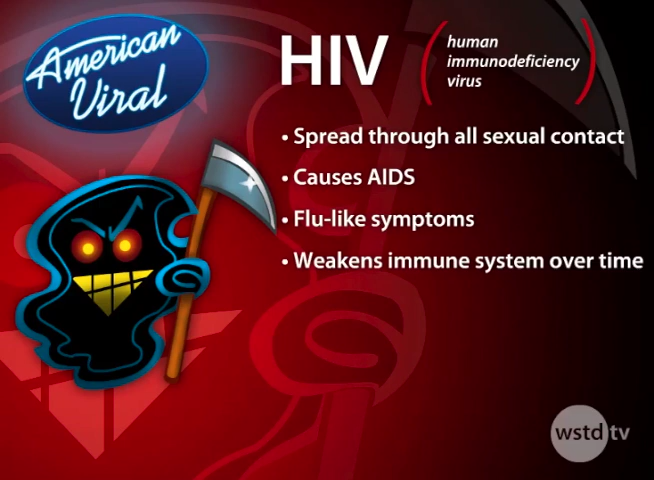 American
Viral
HIV
(human
immunodeficiency
virus)
• Spread through all sexual contact
• Causes AIDS
• Flu-like symptoms
• Weakens immune system over time
wstd tv